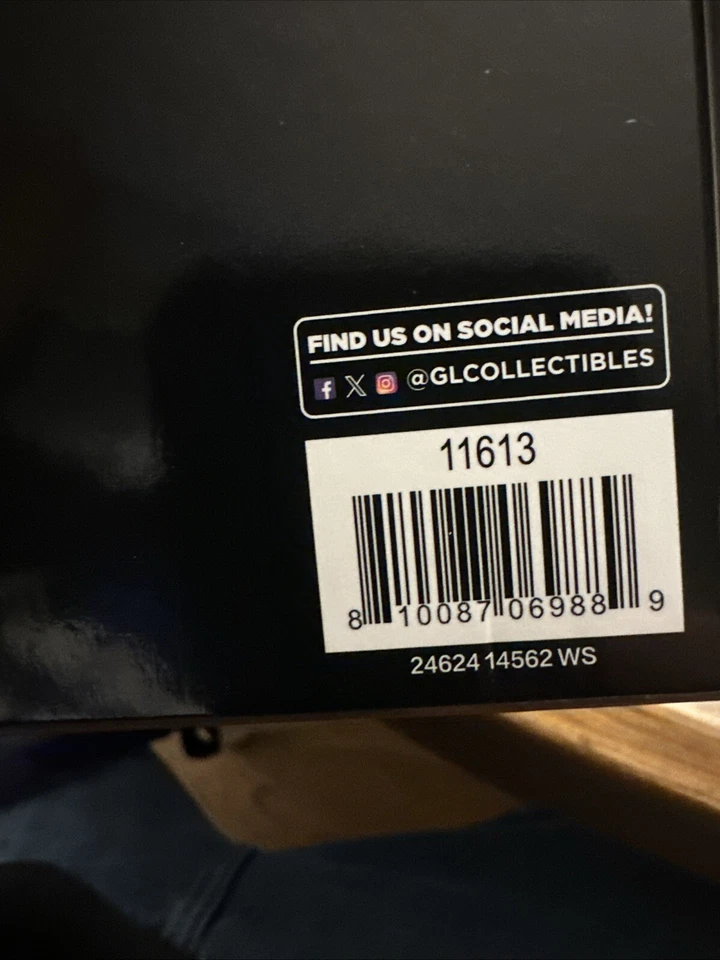 FIND US ON SOCIAL MEDIA!
@GLCOLLECTIBLES
11613
8 10087 06988 9
24624 14562 WS